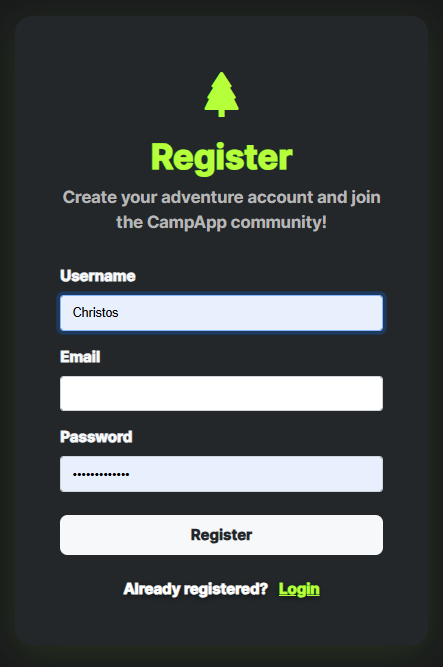 Register
Create your adventure account and join
the CampApp community!
Username
Christos
Email
Password
•••••••••••••
Register
Already registered? Login